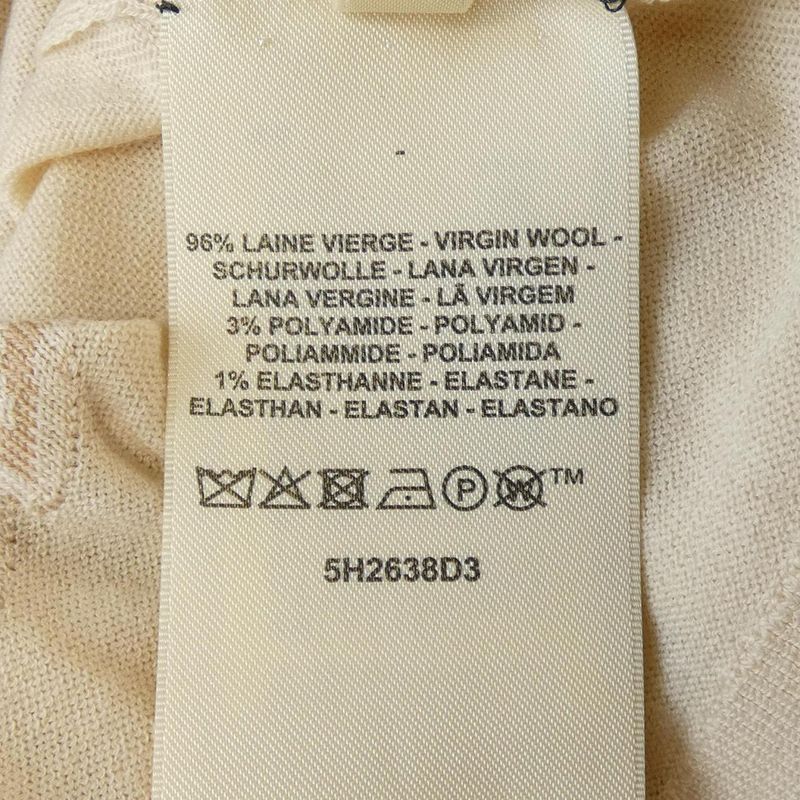 -
96% LAINE VIERGE - VIRGIN WOOL -
SCHURWOLLE - LANA VIRGEN -
LANA VERGINE - LÃ VIRGEM
3% POLYAMIDE - POLYAMID -
POLIAMMIDE - POLIAMIDA
1% ELASTHANNE - ELASTANE -
ELASTHAN - ELASTAN - ELASTANO
P W ™
5H2638D3